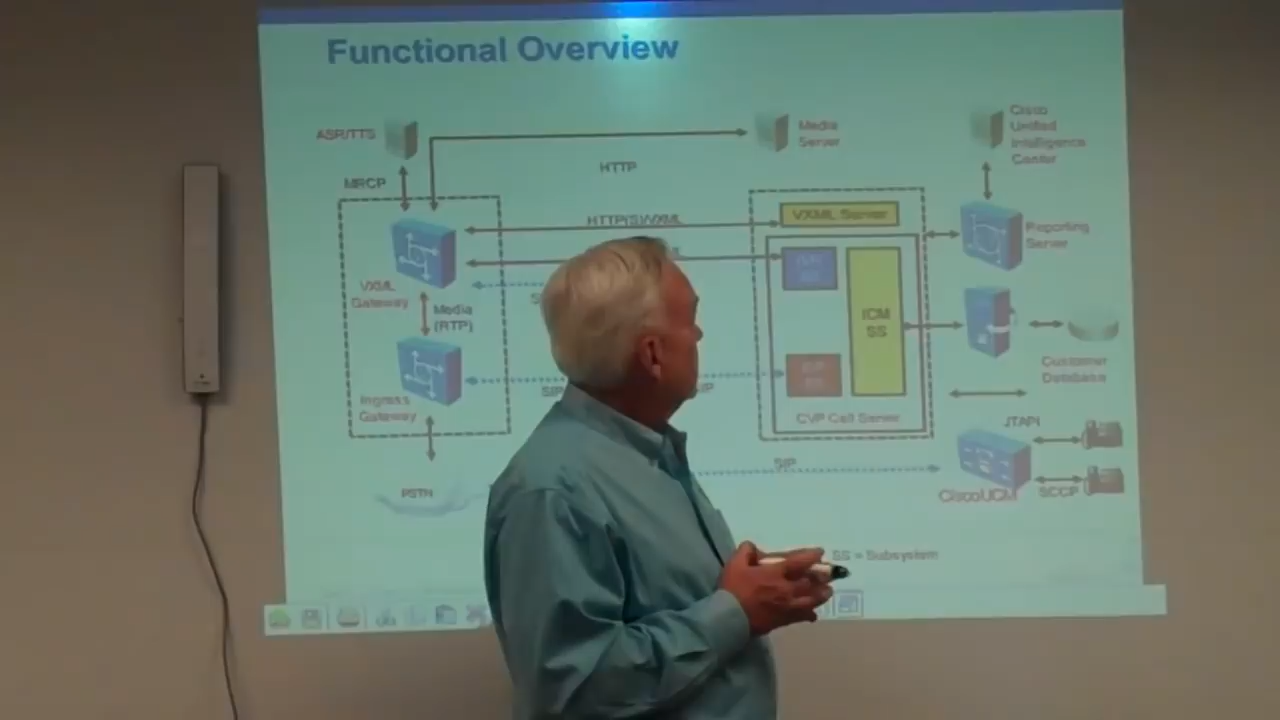 Functional Overview
ASR/TTS
Media
Server
Cisco
Unified
Intelligence
Center
HTTP
MRCP
HTTP(S)/VXML
VXML Server
Reporting
Server
VXML
Gateway
Media
(RTP)
ICM
SS
Customer
Database
SIP
Ingress
Gateway
CVP Call Server
JTAPI
SIP
PSTN
CiscoUCM
SCCP
SS = Subsystem